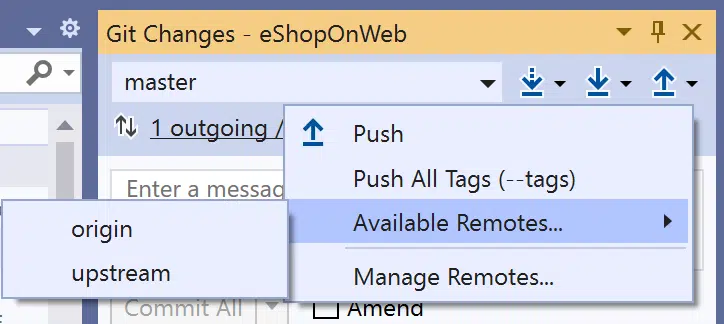 Git Changes - eShopOnWeb
master
1 outgoing /
Push
Enter a messag
Push All Tags (--tags)
Available Remotes...
origin
upstream
Manage Remotes...
Commit All
Amend